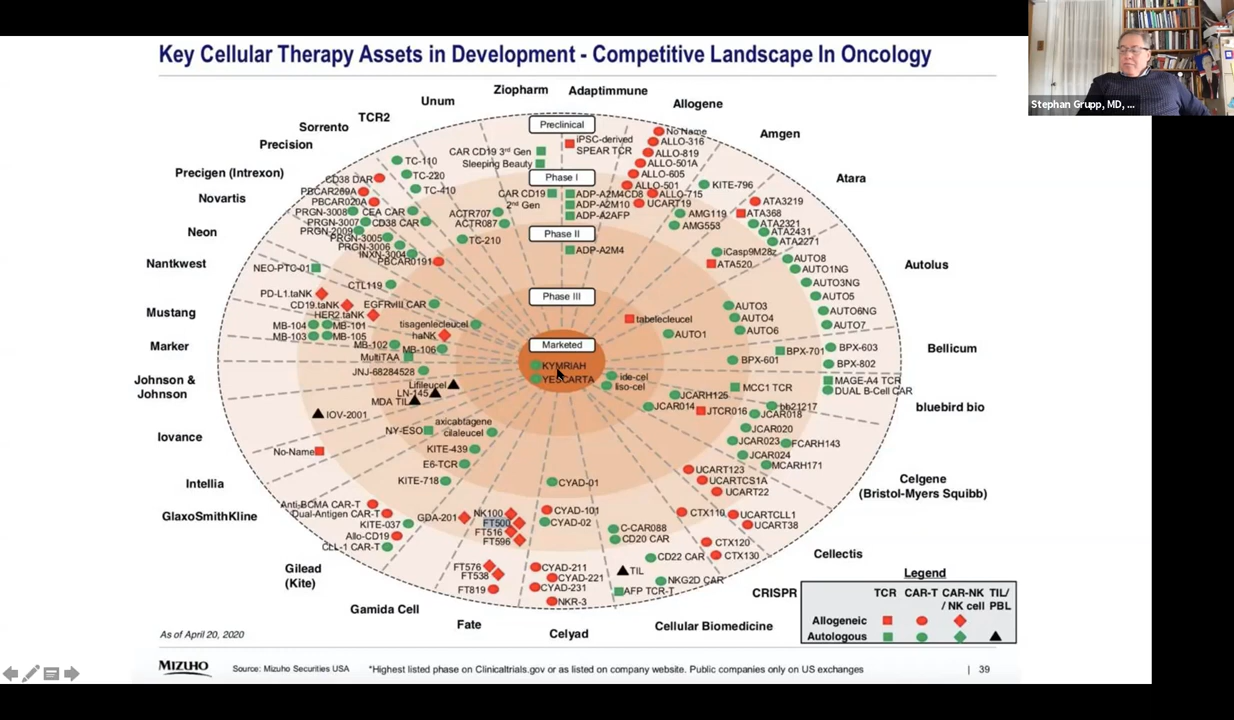 Stephan Grupp, MD, ...
Key Cellular Therapy Assets in Development - Competitive Landscape In Oncology
Ziopharm
Adaptimmune
Unum
Allogene
TCR2
Sorrento
Amgen
Precision
Precigen (Intrexon)
Atara
Novartis
Neon
Autolus
Nantkwest
Mustang
Marker
Bellicum
Johnson &
Johnson
bluebird bio
Iovance
Intellia
Celgene
(Bristol-Myers Squibb)
GlaxoSmithKline
Cellectis
Gilead
(Kite)
CRISPR
Gamida Cell
Fate
Celyad
Cellular Biomedicine
Preclinical
Phase I
Phase II
Phase III
Marketed
KYMRIAH
YESCARTA
CAR CD19 3rd Gen
Sleeping Beauty
CAR CD19
2nd Gen
iPSC-derived
SPEAR TCR
ADP-A2M4CD8
ADP-A2M10
ADP-A2AFP
ADP-A2M4
No Name
ALLO-316
ALLO-819
ALLO-501A
ALLO-605
ALLO-501
ALLO-715
UCART19
KITE-796
AMG119
AMG553
ATA3219
ATA368
ATA2321
ATA2431
ATA2271
iCasp9M28z
ATA520
tabelecleucel
AUTO8
AUTO1NG
AUTO3NG
AUTO5
AUTO6NG
AUTO7
AUTO3
AUTO4
AUTO6
AUTO1
BPX-701
BPX-603
BPX-601
BPX-802
MAGE-A4 TCR
DUAL B-Cell CAR
MCC1 TCR
ide-cel
liso-cel
bb21217
JCARH125
JCAR014
JTCR016
JCAR018
JCAR020
JCAR023
FCARH143
JCAR024
MCARH171
UCART123
UCARTCS1A
UCART22
UCARTCLL1
UCART38
CTX110
CTX120
CTX130
C-CAR088
CD20 CAR
CD22 CAR
TIL
NKG2D CAR
AFP TCR-T
CYAD-01
CYAD-101
CYAD-02
CYAD-211
CYAD-221
CYAD-231
NKR-3
NK100
FT500
FT516
FT596
FT576
FT538
FT819
GDA-201
Anti-BCMA CAR-T
Dual-Antigen CAR-T
KITE-037
Allo-CD19
CLL-1 CAR-T
KITE-718
E6-TCR
KITE-439
axicabtagene
cilaleucel
NY-ESO
No-Name
IOV-2001
MDA TIL
LN-145
Lifileucel
JNJ-68284528
MultiTAA
MB-104
MB-101
MB-103
MB-105
MB-102
MB-106
PD-L1.taNK
CD19.taNK
HER2.taNK
haNK
NEO-PTC-01
CTL119
EGFRvIII CAR
tisagenlecleucel
PRGN-3008
CEA CAR
PRGN-3007
CD38 CAR
PRGN-2009
PRGN-3005
PRGN-3006
INXN-3004
PBCAR0191
CD38 DAR
PBCAR269A
PBCAR020A
TC-110
TC-220
TC-410
TC-210
ACTR707
ACTR087
Legend
TCR CAR-T CAR-NK TIL/
/ NK cell PBL
Allogeneic
Autologous
As of April 20, 2020
MIZUHO
Source: Mizuho Securities USA
*Highest listed phase on Clinicaltrials.gov or as listed on company website. Public companies only on US exchanges
| 39